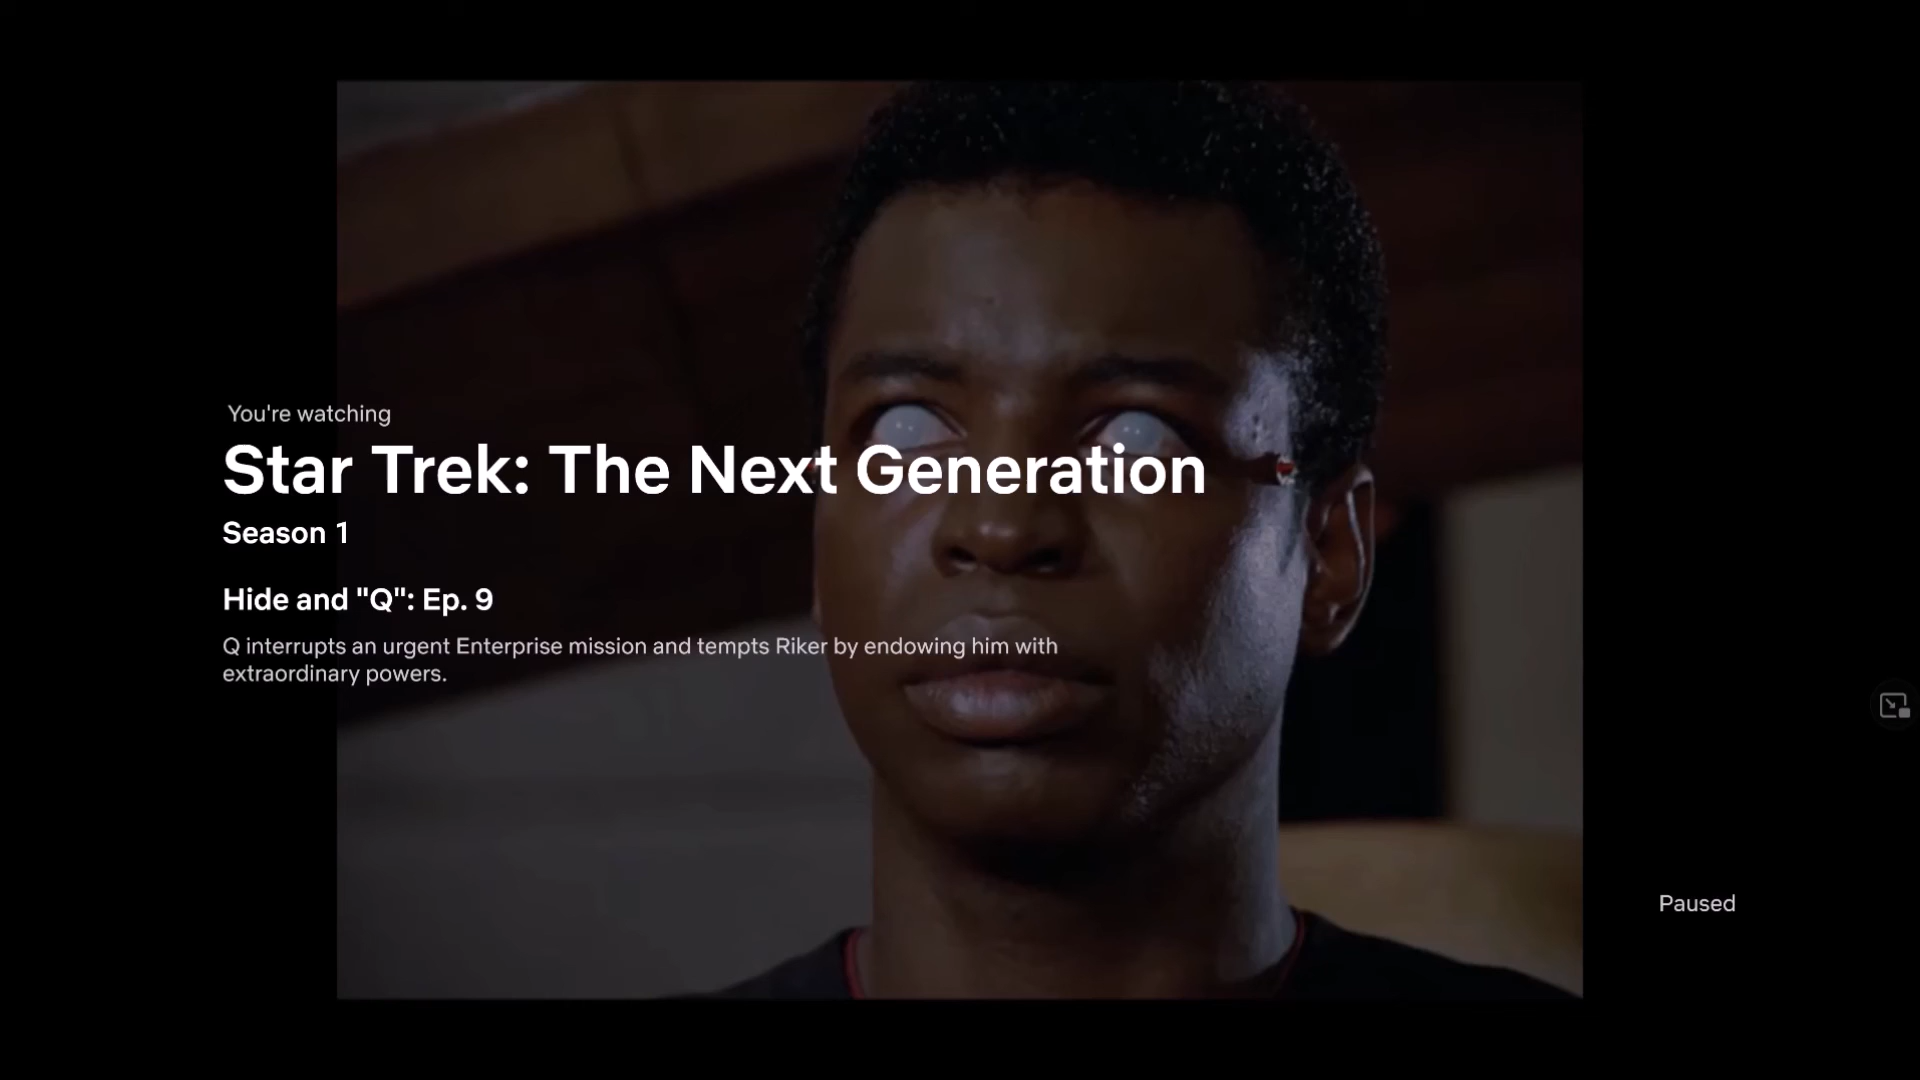 You're watching
Star Trek: The Next Generation
Season 1
Hide and "Q": Ep. 9
Q interrupts an urgent Enterprise mission and tempts Riker by endowing him with
extraordinary powers.
Paused